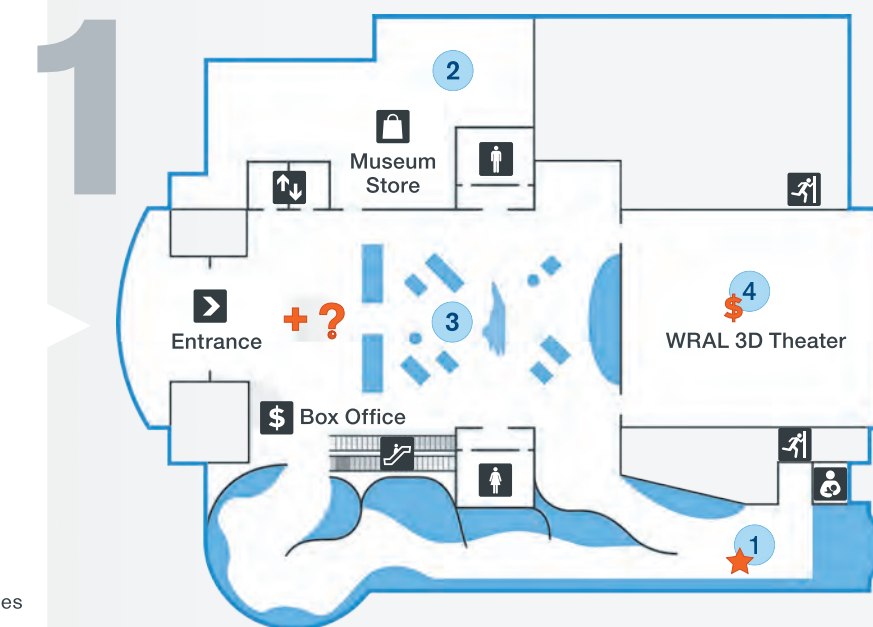 1
2
Museum
Store
4
$
3
+ ?
Entrance
WRAL 3D Theater
$ Box Office
1
es